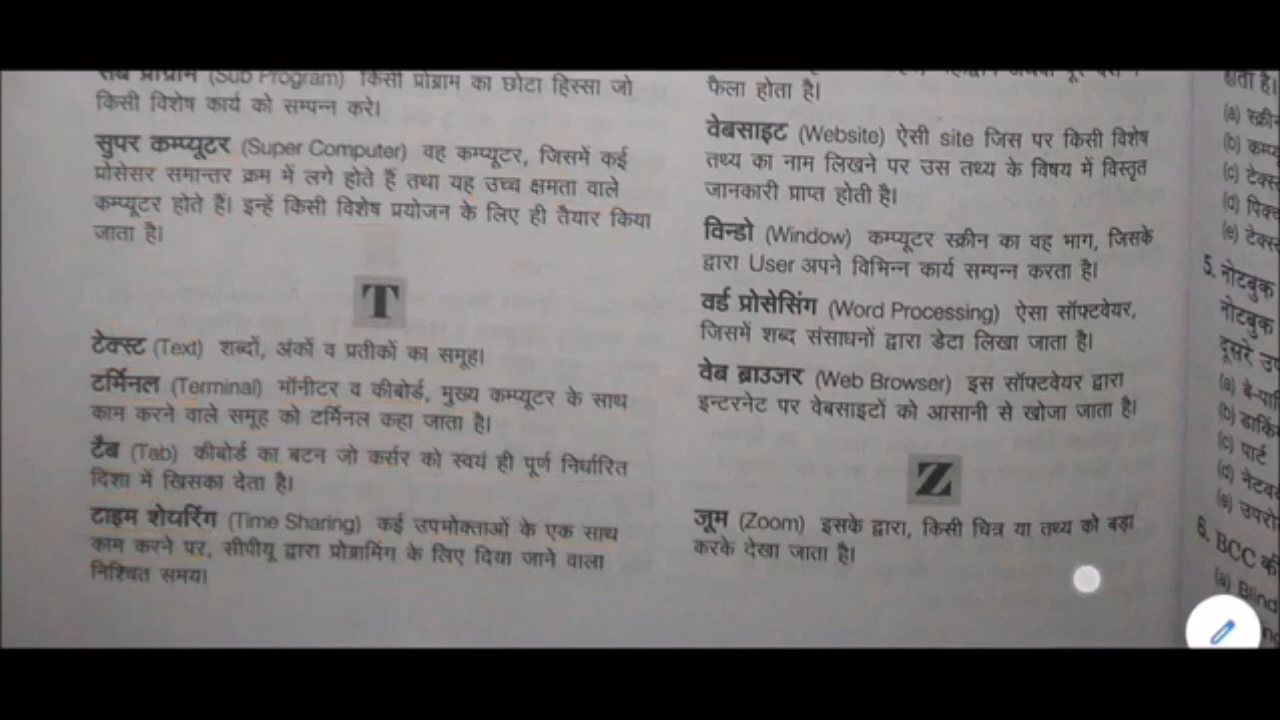 सब प्रोग्राम (Sub Program) किसी प्रोग्राम का छोटा हिस्सा जो
किसी विशेष कार्य को सम्पन्न करे।
सुपर कम्प्यूटर (Super Computer) वह कम्प्यूटर, जिसमें कई
प्रोसेसर समान्तर क्रम में लगे होते हैं तथा यह उच्च क्षमता वाले
कम्प्यूटर होते हैं। इन्हें किसी विशेष प्रयोजन के लिए ही तैयार किया
जाता है।
T
टेक्स्ट (Text) शब्दों, अंकों व प्रतीकों का समूह।
टर्मिनल (Terminal) मॉनीटर व कीबोर्ड, मुख्य कम्प्यूटर के साथ
काम करने वाले समूह को टर्मिनल कहा जाता है।
टैब (Tab) कीबोर्ड का बटन जो कर्सर को स्वयं ही पूर्ण निर्धारित
दिशा में खिसका देता है।
टाइम शेयरिंग (Time Sharing) कई उपभोक्ताओं के एक साथ
काम करने पर, सीपीयू द्वारा प्रोग्रामिंग के लिए दिया जाने वाला
निश्चित समय।
फैला होता है।
वेबसाइट (Website) ऐसी site जिस पर किसी विशेष
तथ्य का नाम लिखने पर उस तथ्य के विषय में विस्तृत
जानकारी प्राप्त होती है।
विन्डो (Window) कम्प्यूटर स्क्रीन का वह भाग, जिसके
द्वारा User अपने विभिन्न कार्य सम्पन्न करता है।
वर्ड प्रोसेसिंग (Word Processing) ऐसा सॉफ्टवेयर,
जिसमें शब्द संसाधनों द्वारा डेटा लिखा जाता है।
वेब ब्राउजर (Web Browser) इस सॉफ्टवेयर द्वारा
इन्टरनेट पर वेबसाइटों को आसानी से खोजा जाता है।
Z
जूम (Zoom) इसके द्वारा, किसी चित्र या तथ्य को बड़ा
करके देखा जाता है।
(a)
(b)
(c)
(d)
(e)
5. नोटबुक
नोटबुक
दूसरे
(a)
(b)
(c) पार्ट
(d)
(e)
6. BCC की
(a) Blind